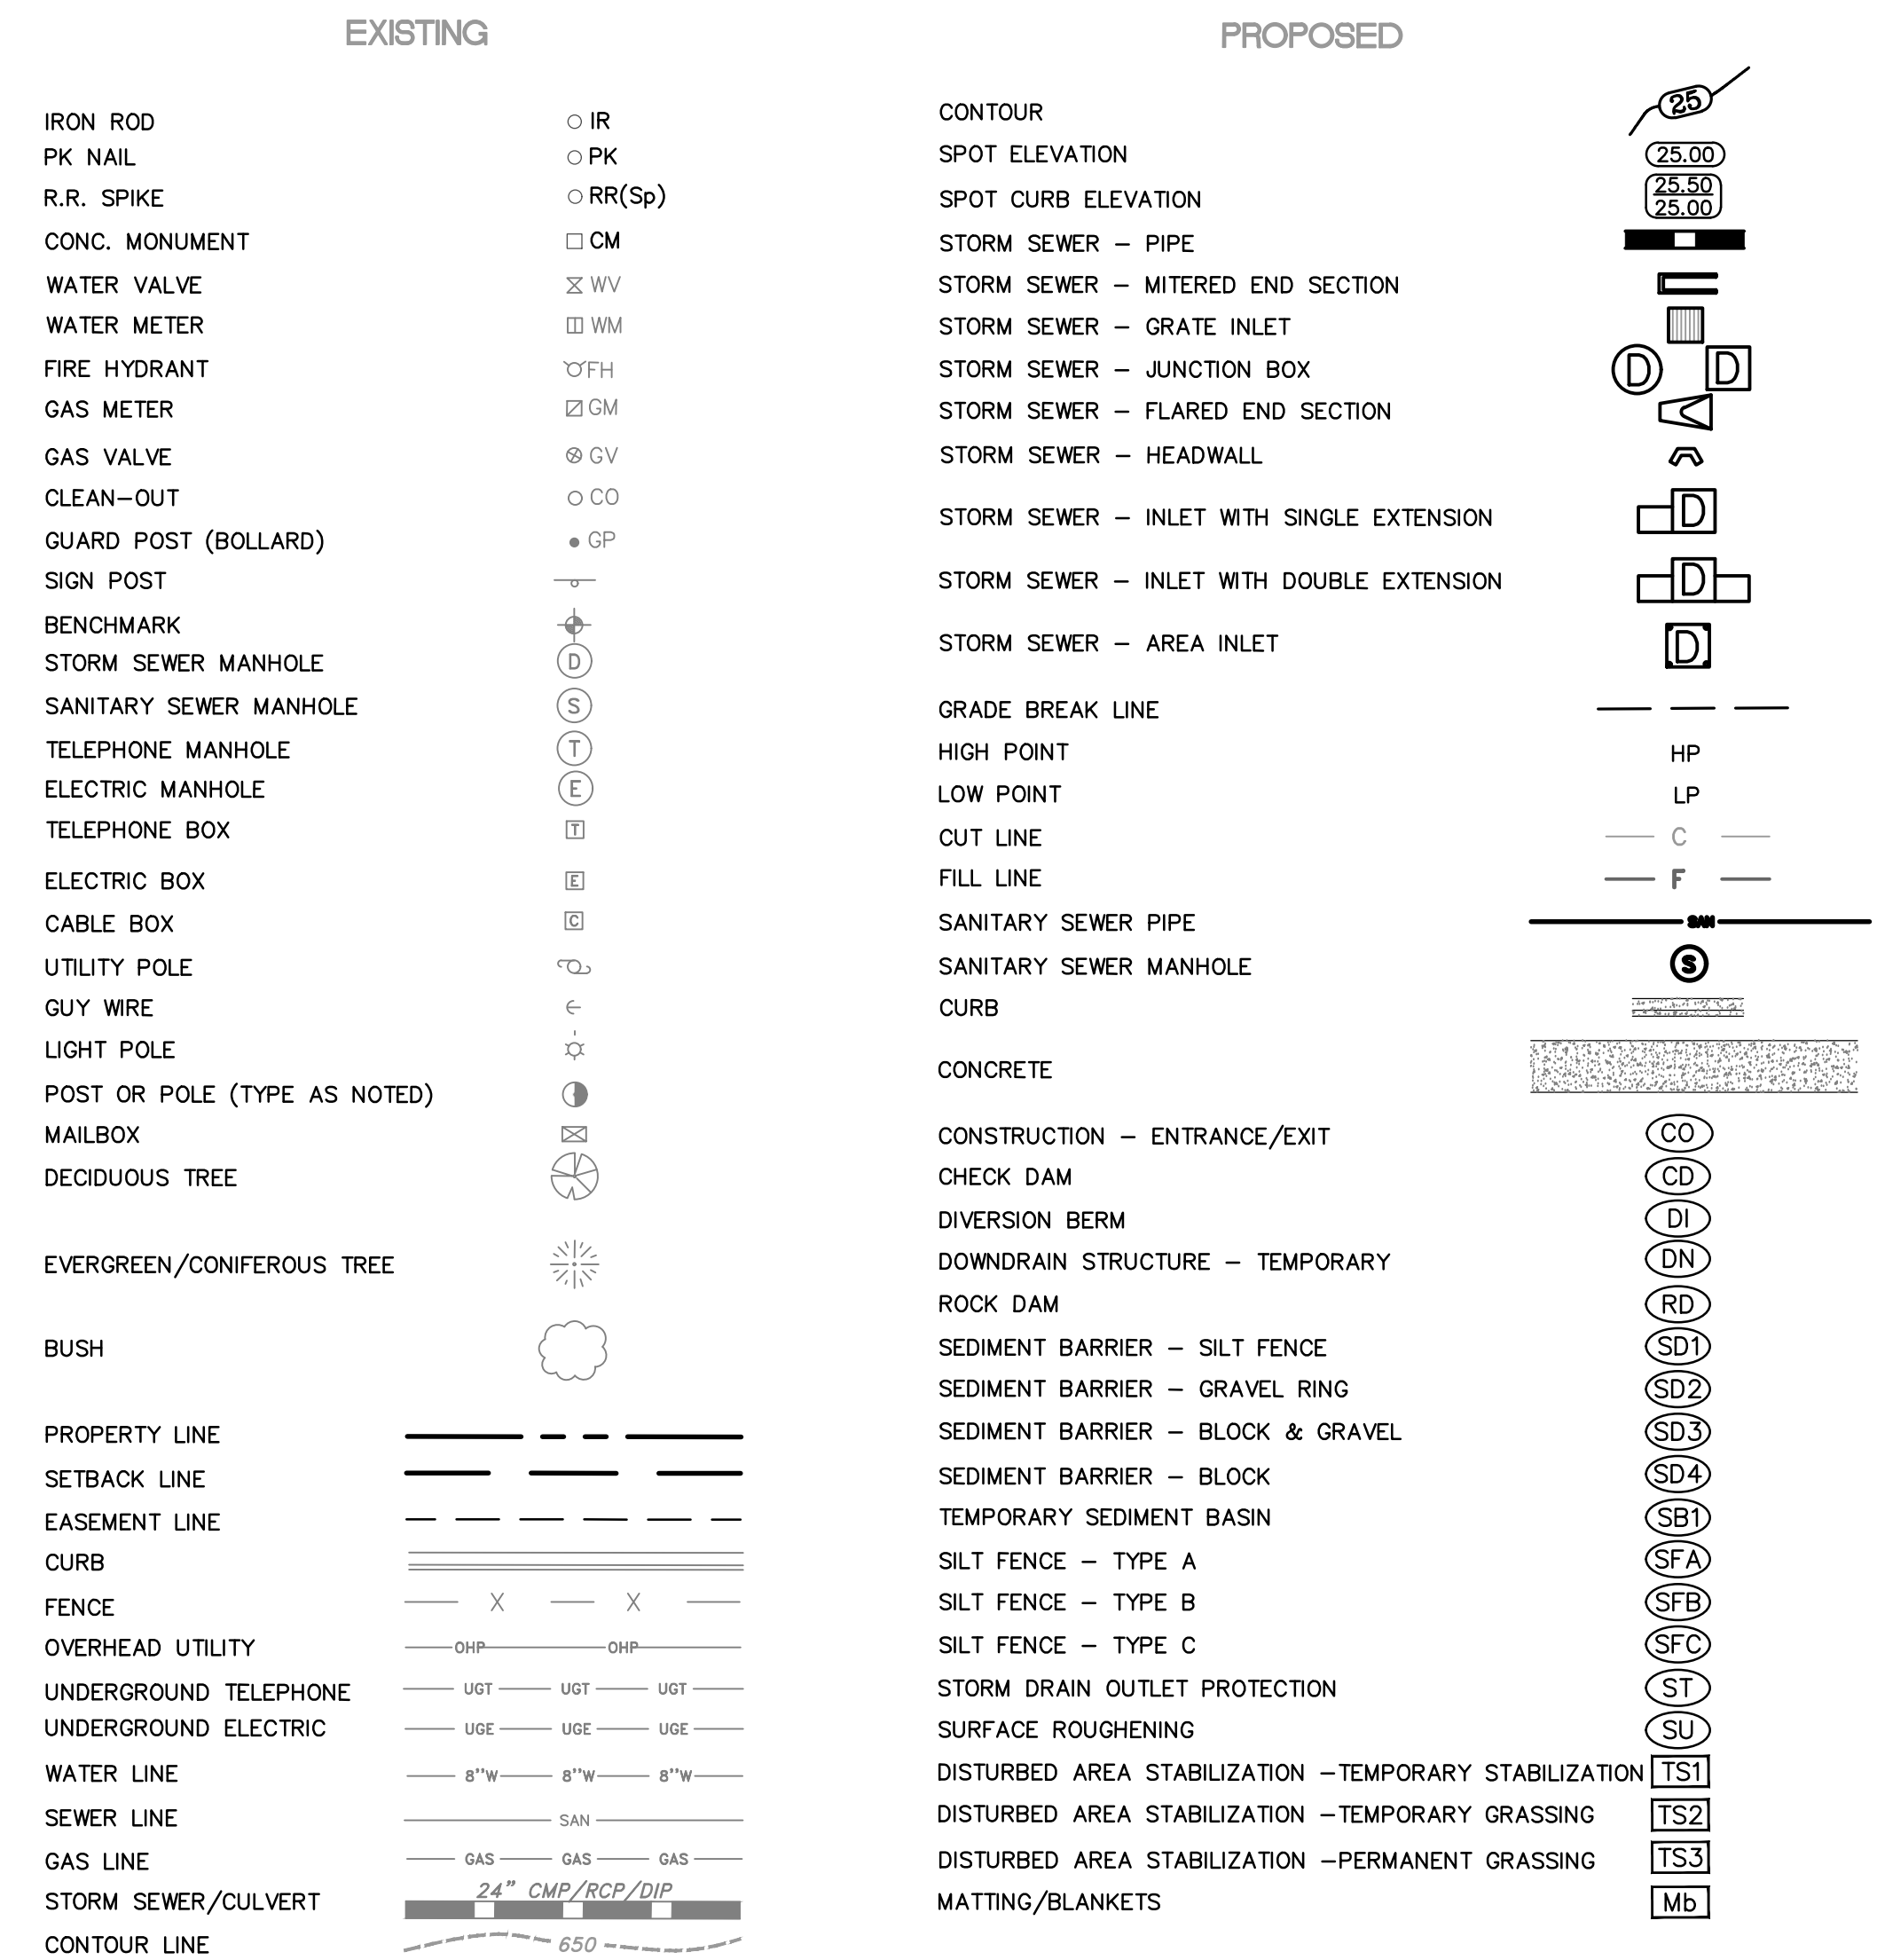 EXISTING
IRON ROD IR
PK NAIL PK
R.R. SPIKE RR(Sp)
CONC. MONUMENT CM
WATER VALVE WV
WATER METER WM
FIRE HYDRANT FH
GAS METER GM
GAS VALVE GV
CLEAN-OUT CO
GUARD POST (BOLLARD) GP
SIGN POST
BENCHMARK
STORM SEWER MANHOLE D
SANITARY SEWER MANHOLE S
TELEPHONE MANHOLE T
ELECTRIC MANHOLE E
TELEPHONE BOX T
ELECTRIC BOX E
CABLE BOX C
UTILITY POLE
GUY WIRE
LIGHT POLE
POST OR POLE (TYPE AS NOTED)
MAILBOX
DECIDUOUS TREE
EVERGREEN/CONIFEROUS TREE
BUSH
PROPERTY LINE
SETBACK LINE
EASEMENT LINE
CURB
FENCE X X
OVERHEAD UTILITY OHP OHP
UNDERGROUND TELEPHONE UGT UGT UGT
UNDERGROUND ELECTRIC UGE UGE UGE
WATER LINE 8"W 8"W 8"W
SEWER LINE SAN
GAS LINE GAS GAS GAS
STORM SEWER/CULVERT 24" CMP/RCP/DIP
CONTOUR LINE 650
PROPOSED
CONTOUR 25
SPOT ELEVATION 25.00
SPOT CURB ELEVATION 25.50
25.00
STORM SEWER - PIPE
STORM SEWER - MITERED END SECTION
STORM SEWER - GRATE INLET
STORM SEWER - JUNCTION BOX D D
STORM SEWER - FLARED END SECTION
STORM SEWER - HEADWALL
STORM SEWER - INLET WITH SINGLE EXTENSION D
STORM SEWER - INLET WITH DOUBLE EXTENSION D
STORM SEWER - AREA INLET D
GRADE BREAK LINE
HIGH POINT HP
LOW POINT LP
CUT LINE C
FILL LINE F
SANITARY SEWER PIPE SAN
SANITARY SEWER MANHOLE S
CURB
CONCRETE
CONSTRUCTION - ENTRANCE/EXIT CO
CHECK DAM CD
DIVERSION BERM DI
DOWNDRAIN STRUCTURE - TEMPORARY DN
ROCK DAM RD
SEDIMENT BARRIER - SILT FENCE SD1
SEDIMENT BARRIER - GRAVEL RING SD2
SEDIMENT BARRIER - BLOCK & GRAVEL SD3
SEDIMENT BARRIER - BLOCK SD4
TEMPORARY SEDIMENT BASIN SB1
SILT FENCE - TYPE A SFA
SILT FENCE - TYPE B SFB
SILT FENCE - TYPE C SFC
STORM DRAIN OUTLET PROTECTION ST
SURFACE ROUGHENING SU
DISTURBED AREA STABILIZATION -TEMPORARY STABILIZATION TS1
DISTURBED AREA STABILIZATION -TEMPORARY GRASSING TS2
DISTURBED AREA STABILIZATION -PERMANENT GRASSING TS3
MATTING/BLANKETS Mb